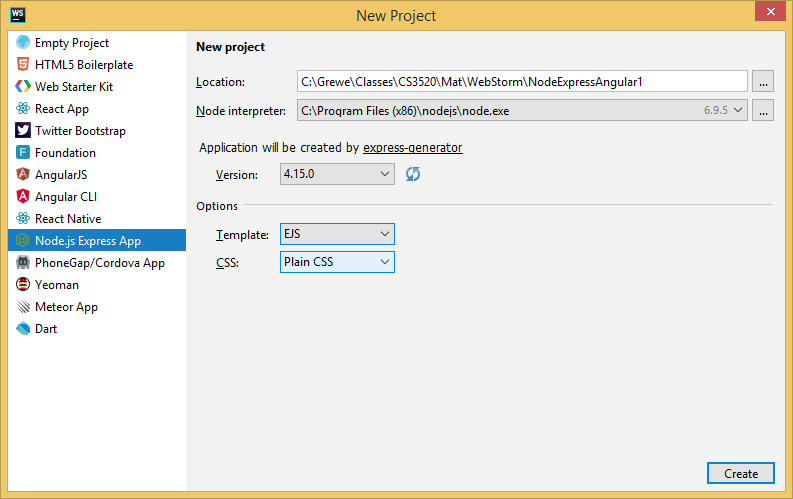 WS
New Project
Empty Project
HTML5 Boilerplate
Web Starter Kit
React App
Twitter Bootstrap
Foundation
AngularJS
Angular CLI
React Native
Node.js Express App
PhoneGap/Cordova App
Yeoman
Meteor App
Dart
New project
Location: C:\Grewe\Classes\CS3520\Mat\WebStorm\NodeExpressAngular1 ...
Node interpreter: C:\Program Files (x86)\nodejs\node.exe 6.9.5 ...
Application will be created by express-generator
Version: 4.15.0
Options
Template: EJS
CSS: Plain CSS
Create